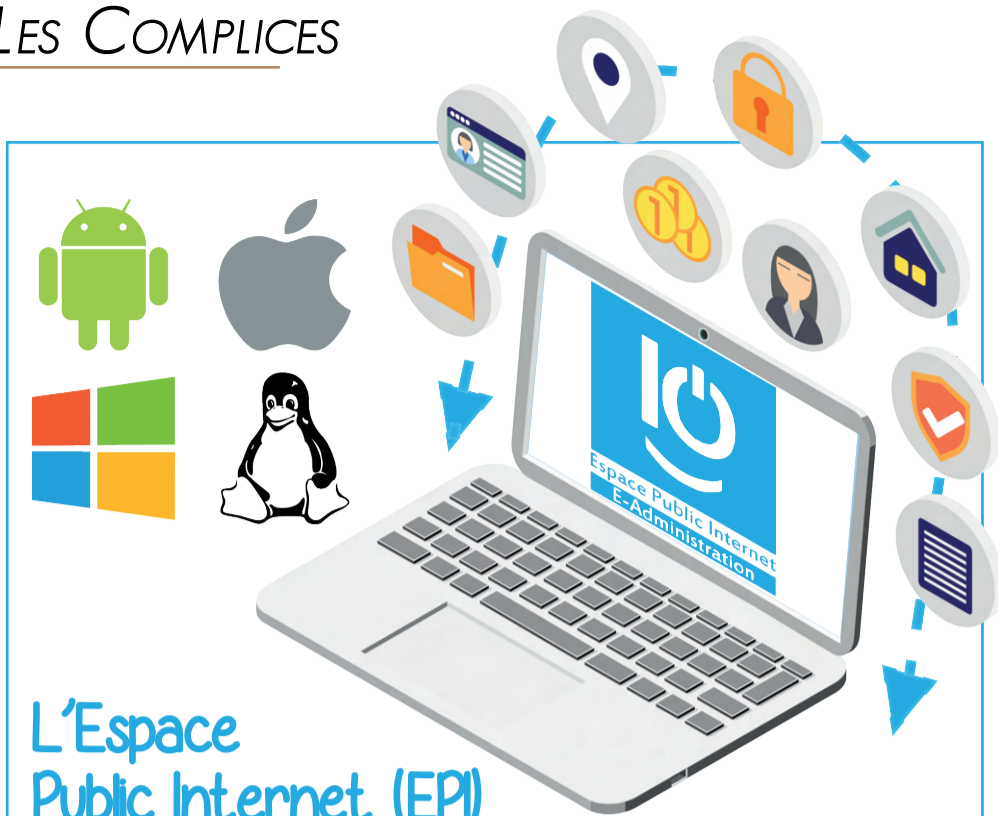 LES COMPLICES
Espace Public Internet
E-Administration
L'Espace
Public Internet (EPI)